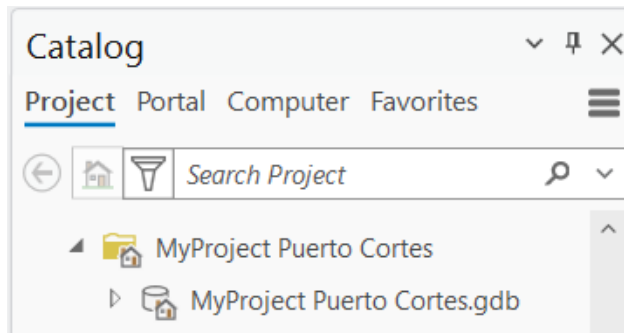 Catalog
Project Portal Computer Favorites
Search Project
MyProject Puerto Cortes
MyProject Puerto Cortes.gdb